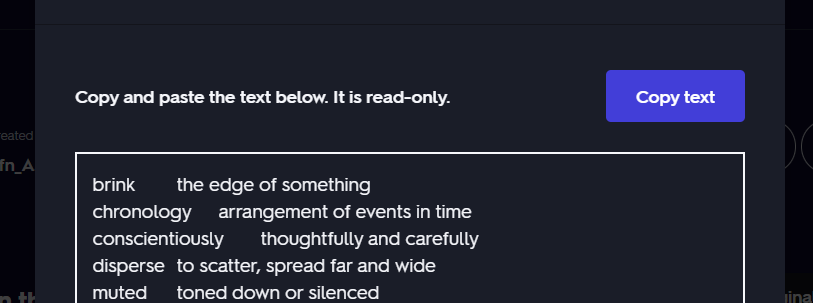 Copy and paste the text below. It is read-only.
Copy text
eated
fn_A
brink the edge of something
chronology arrangement of events in time
conscientiously thoughtfully and carefully
disperse to scatter, spread far and wide
muted toned down or silenced